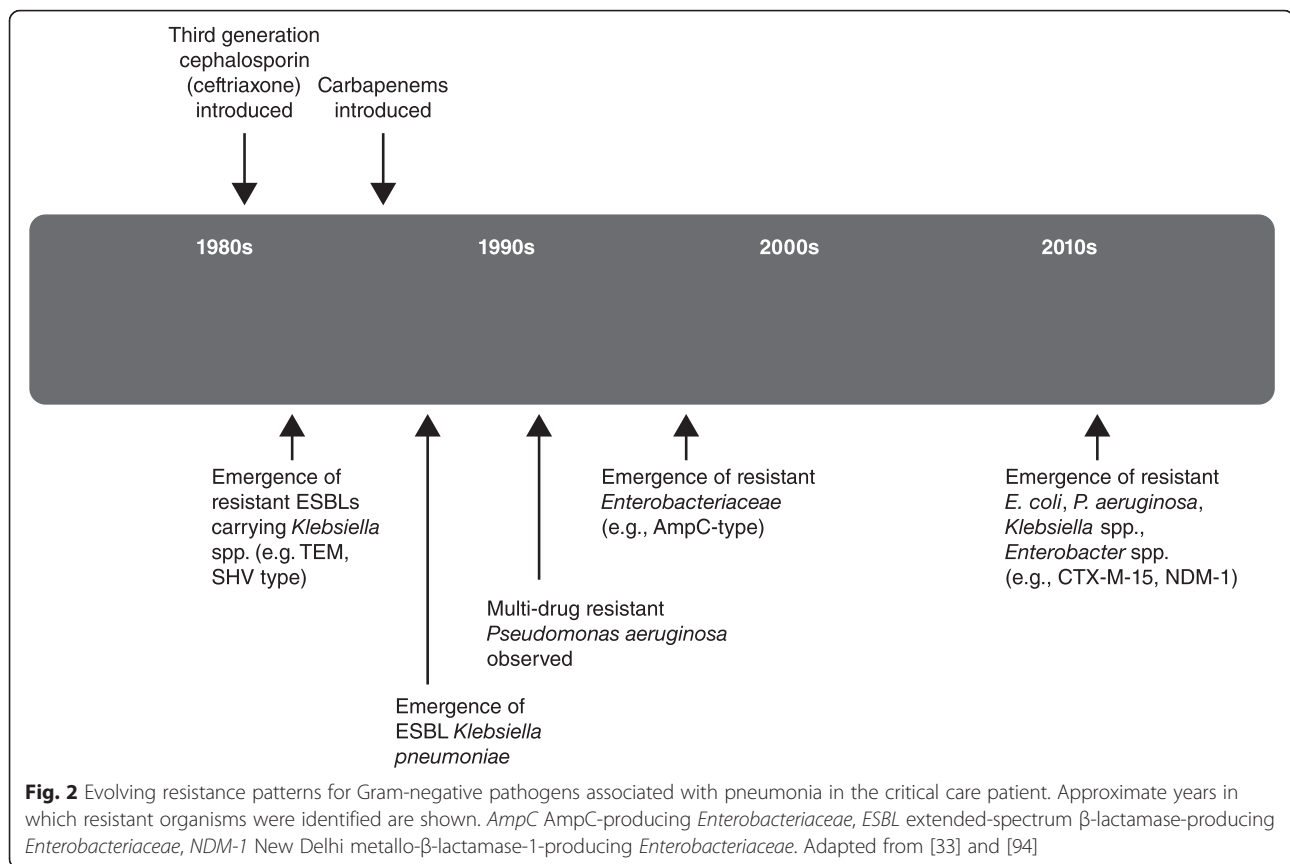 Third generation
cephalosporin
(ceftriaxone)
introduced
Carbapenems
introduced
1980s
1990s
2000s
2010s
Emergence of
resistant ESBLs
carrying Klebsiella
spp. (e.g. TEM,
SHV type)
Emergence of
ESBL Klebsiella
pneumoniae
Multi-drug resistant
Pseudomonas aeruginosa
observed
Emergence of resistant
Enterobacteriaceae
(e.g., AmpC-type)
Emergence of resistant
E. coli, P. aeruginosa,
Klebsiella spp.,
Enterobacter spp.
(e.g., CTX-M-15, NDM-1)
Fig. 2 Evolving resistance patterns for Gram-negative pathogens associated with pneumonia in the critical care patient. Approximate years in
which resistant organisms were identified are shown. AmpC AmpC-producing Enterobacteriaceae, ESBL extended-spectrum β-lactamase-producing
Enterobacteriaceae, NDM-1 New Delhi metallo-β-lactamase-1-producing Enterobacteriaceae. Adapted from [33] and [94]